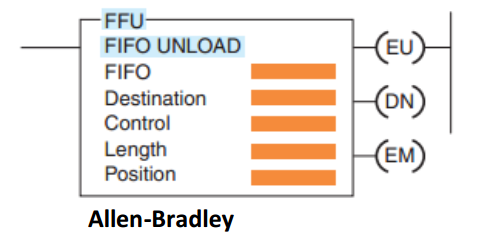 FFU
FIFO UNLOAD
FIFO
Destination
Control
Length
Position
EU
DN
EM
Allen-Bradley